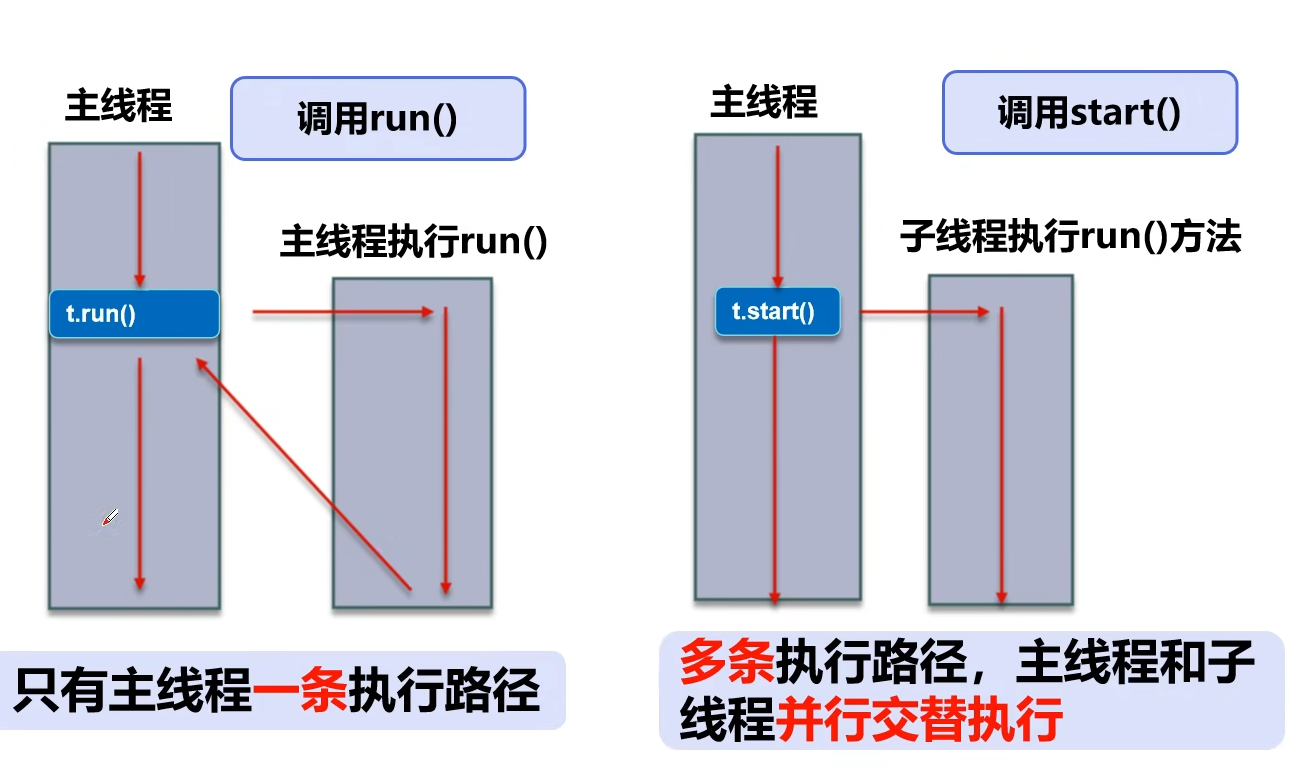 主线程
调用run()
主线程执行run()
t.run()
只有主线程一条执行路径
主线程
调用start()
子线程执行run()方法
t.start()
多条执行路径，主线程和子
线程并行交替执行